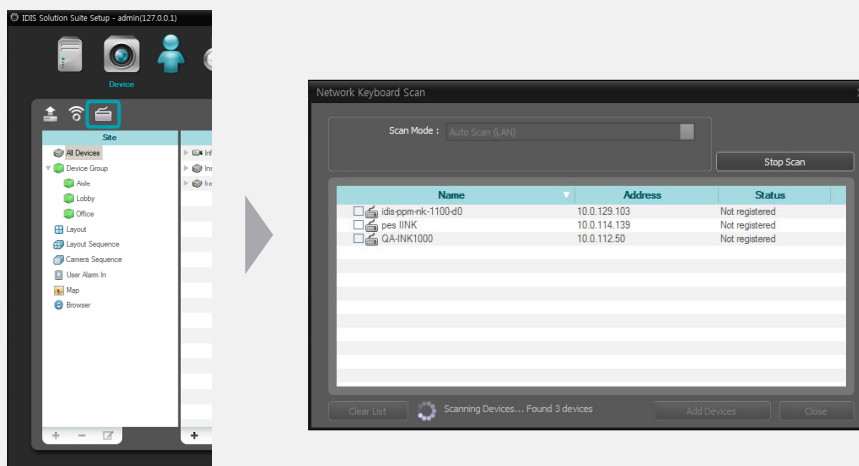 IDIS Solution Suite Setup - admin(127.0.0.1)
Device
Site
All Devices
Device Group
Aisle
Lobby
Office
Layout
Layout Sequence
Camera Sequence
User Alarm In
Map
Browser
Network Keyboard Scan
Scan Mode : Auto Scan (LAN)
Stop Scan
Name Address Status
idis-ppm-nk-1100-d0 10.0.129.103 Not registered
pes IINK 10.0.114.139 Not registered
QA-INK1000 10.0.112.50 Not registered
Clear List Scanning Devices... Found 3 devices Add Devices Close